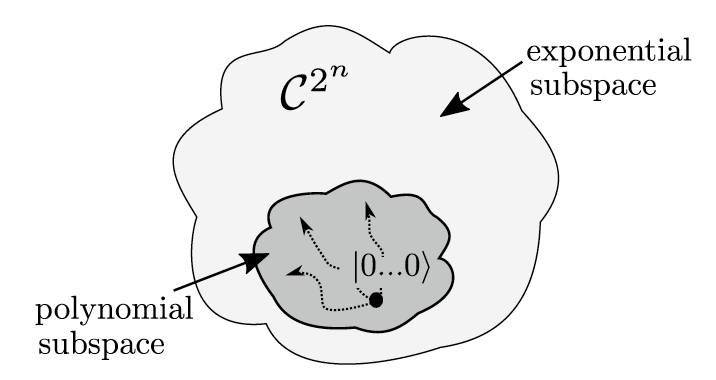 exponential
subspace
𝒞^{2^n}
|0...0⟩
polynomial
subspace